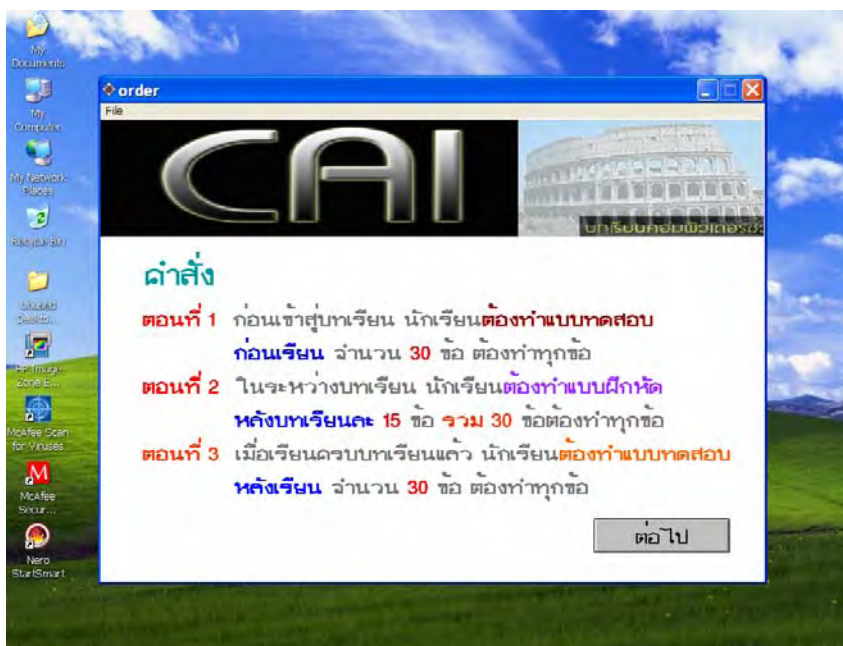 My
Documents
My
Computer
My Network
Places
Recycle Bin
Unused
Desktop...
HP Image
Zone E...
McAfee Scan
for Viruses
McAfee
Secur...
Nero
StartSmart
order
File
CAI
คำสั่ง
ตอนที่ 1 ก่อนเข้าสู่บทเรียน นักเรียนต้องทำแบบทดสอบ
ก่อนเรียน จำนวน 30 ข้อ ต้องทำทุกข้อ
ตอนที่ 2 ในระหว่างบทเรียน นักเรียนต้องทำแบบฝึกหัด
หลังบทเรียนละ 15 ข้อ รวม 30 ข้อต้องทำทุกข้อ
ตอนที่ 3 เมื่อเรียนครบบทเรียนแล้ว นักเรียนต้องทำแบบทดสอบ
หลังเรียน จำนวน 30 ข้อ ต้องทำทุกข้อ
ต่อไป